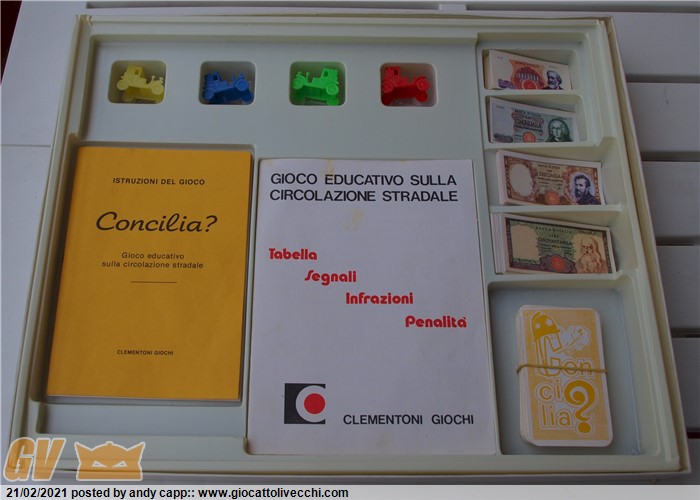 ISTRUZIONI DEL GIOCO
Concilia?
Gioco educativo
sulla circolazione stradale
CLEMENTONI GIOCHI
GIOCO EDUCATIVO SULLA
CIRCOLAZIONE STRADALE
Tabella
Segnali
Infrazioni
Penalità
CLEMENTONI GIOCHI
Con
ci
lia?
GV
21/02/2021 posted by andy capp:: www.giocattolivecchi.com